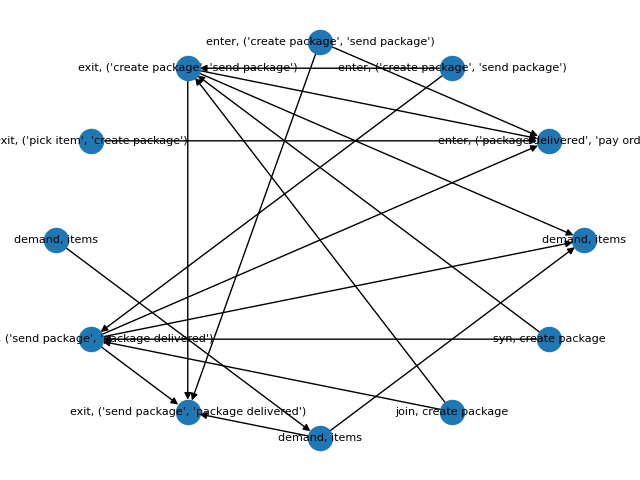 enter, ('create package', 'send package')
exit, ('create package', 'send package')
enter, ('create package', 'send package')
xit, ('pick item', 'create package')
enter, ('package delivered', 'pay ord
demand, items
demand, items
, ('send package', 'package delivered')
syn, create package
exit, ('send package', 'package delivered')
join, create package
demand, items